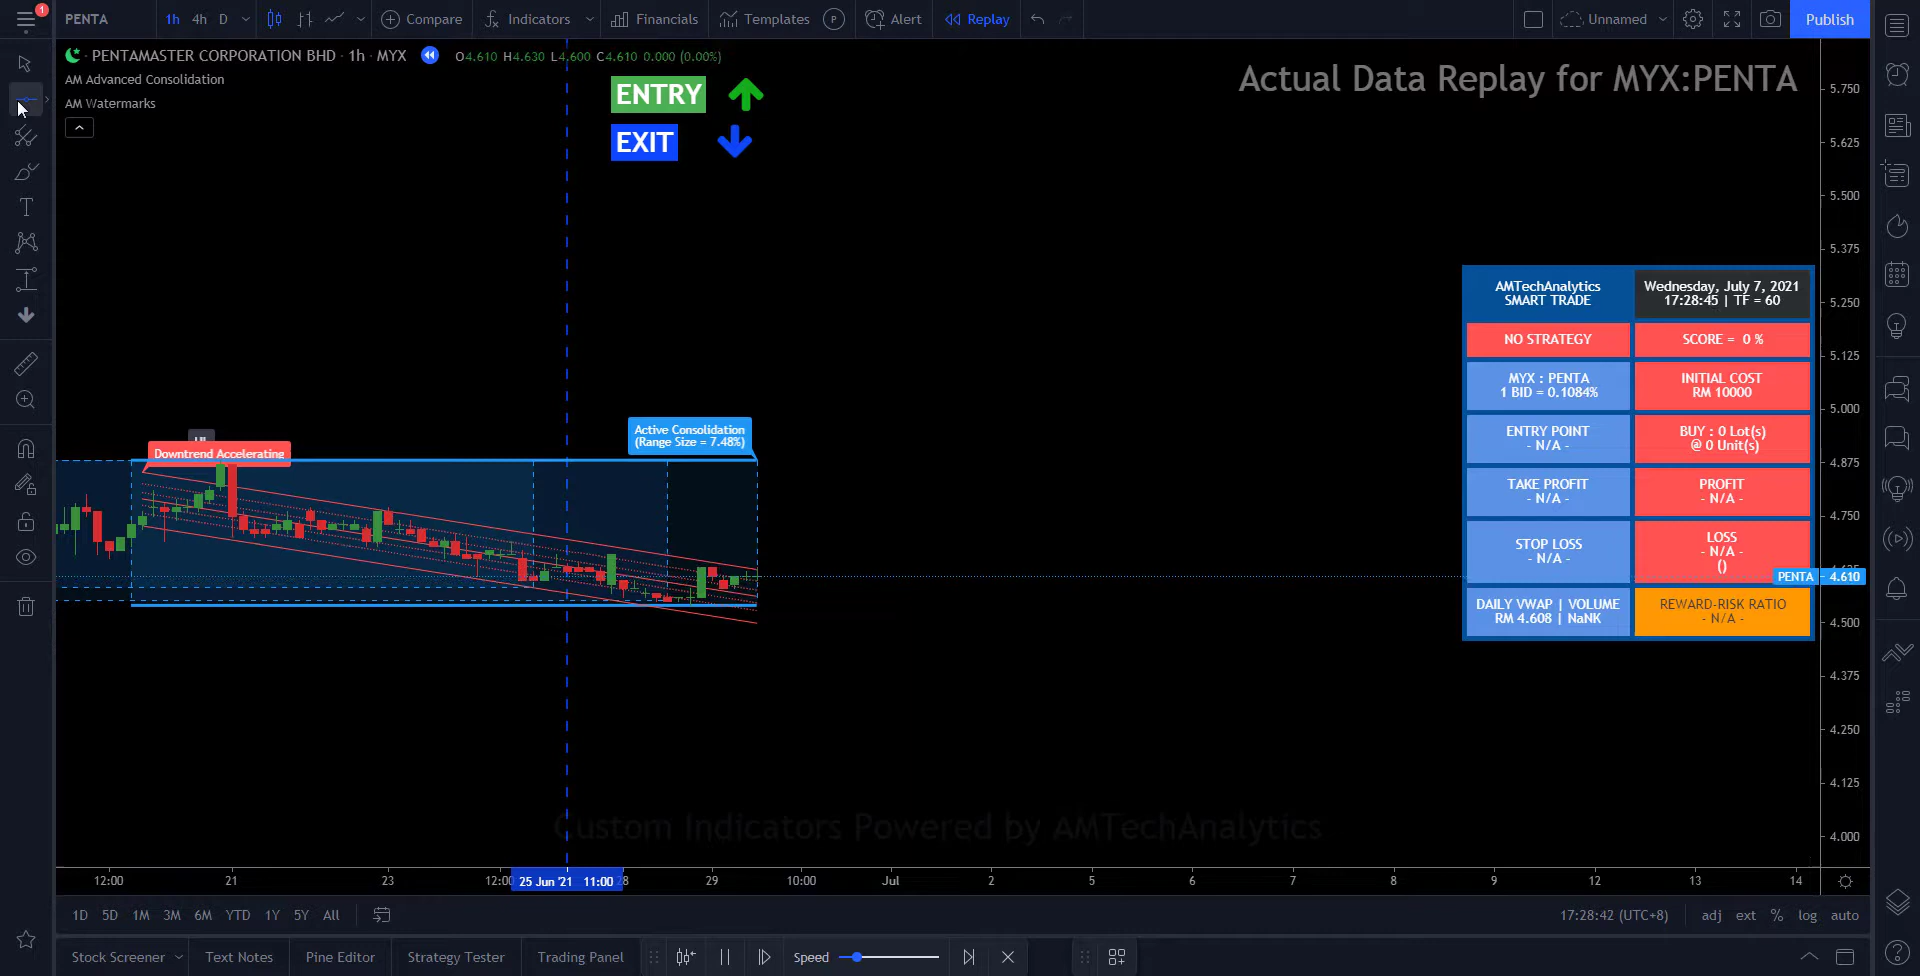 1
PENTA
1h 4h D
Compare
Indicators
Financials
Templates
P
Alert
Replay
Unnamed
Publish
PENTAMASTER CORPORATION BHD · 1h · MYX
O4.610 H4.630 L4.600 C4.610 0.000 (0.00%)
AM Advanced Consolidation
AM Watermarks
ENTRY
EXIT
Actual Data Replay for MYX:PENTA
5.750
5.625
5.500
5.375
5.250
5.125
5.000
4.875
4.750
PENTA 4.610
4.500
4.375
4.250
4.125
4.000
AMTechAnalytics
SMART TRADE
Wednesday, July 7, 2021
17:28:45 | TF = 60
NO STRATEGY
SCORE = 0 %
MYX : PENTA
1 BID = 0.1084%
INITIAL COST
RM 10000
ENTRY POINT
- N/A -
BUY : 0 Lot(s)
@ 0 Unit(s)
TAKE PROFIT
- N/A -
PROFIT
- N/A -
STOP LOSS
- N/A -
LOSS
- N/A -
()
DAILY VWAP | VOLUME
RM 4.608 | NaNK
REWARD-RISK RATIO
- N/A -
Downtrend Accelerating
Active Consolidation
(Range Size = 7.48%)
Custom Indicators Powered by AMTechAnalytics
12:00 21 23 12:00 25 Jun '21 11:00 28 29 10:00 Jul 2 5 6 7 8 9 12 13 14
1D 5D 1M 3M 6M YTD 1Y 5Y All
17:28:42 (UTC+8)
adj ext % log auto
Stock Screener
Text Notes
Pine Editor
Strategy Tester
Trading Panel
Speed